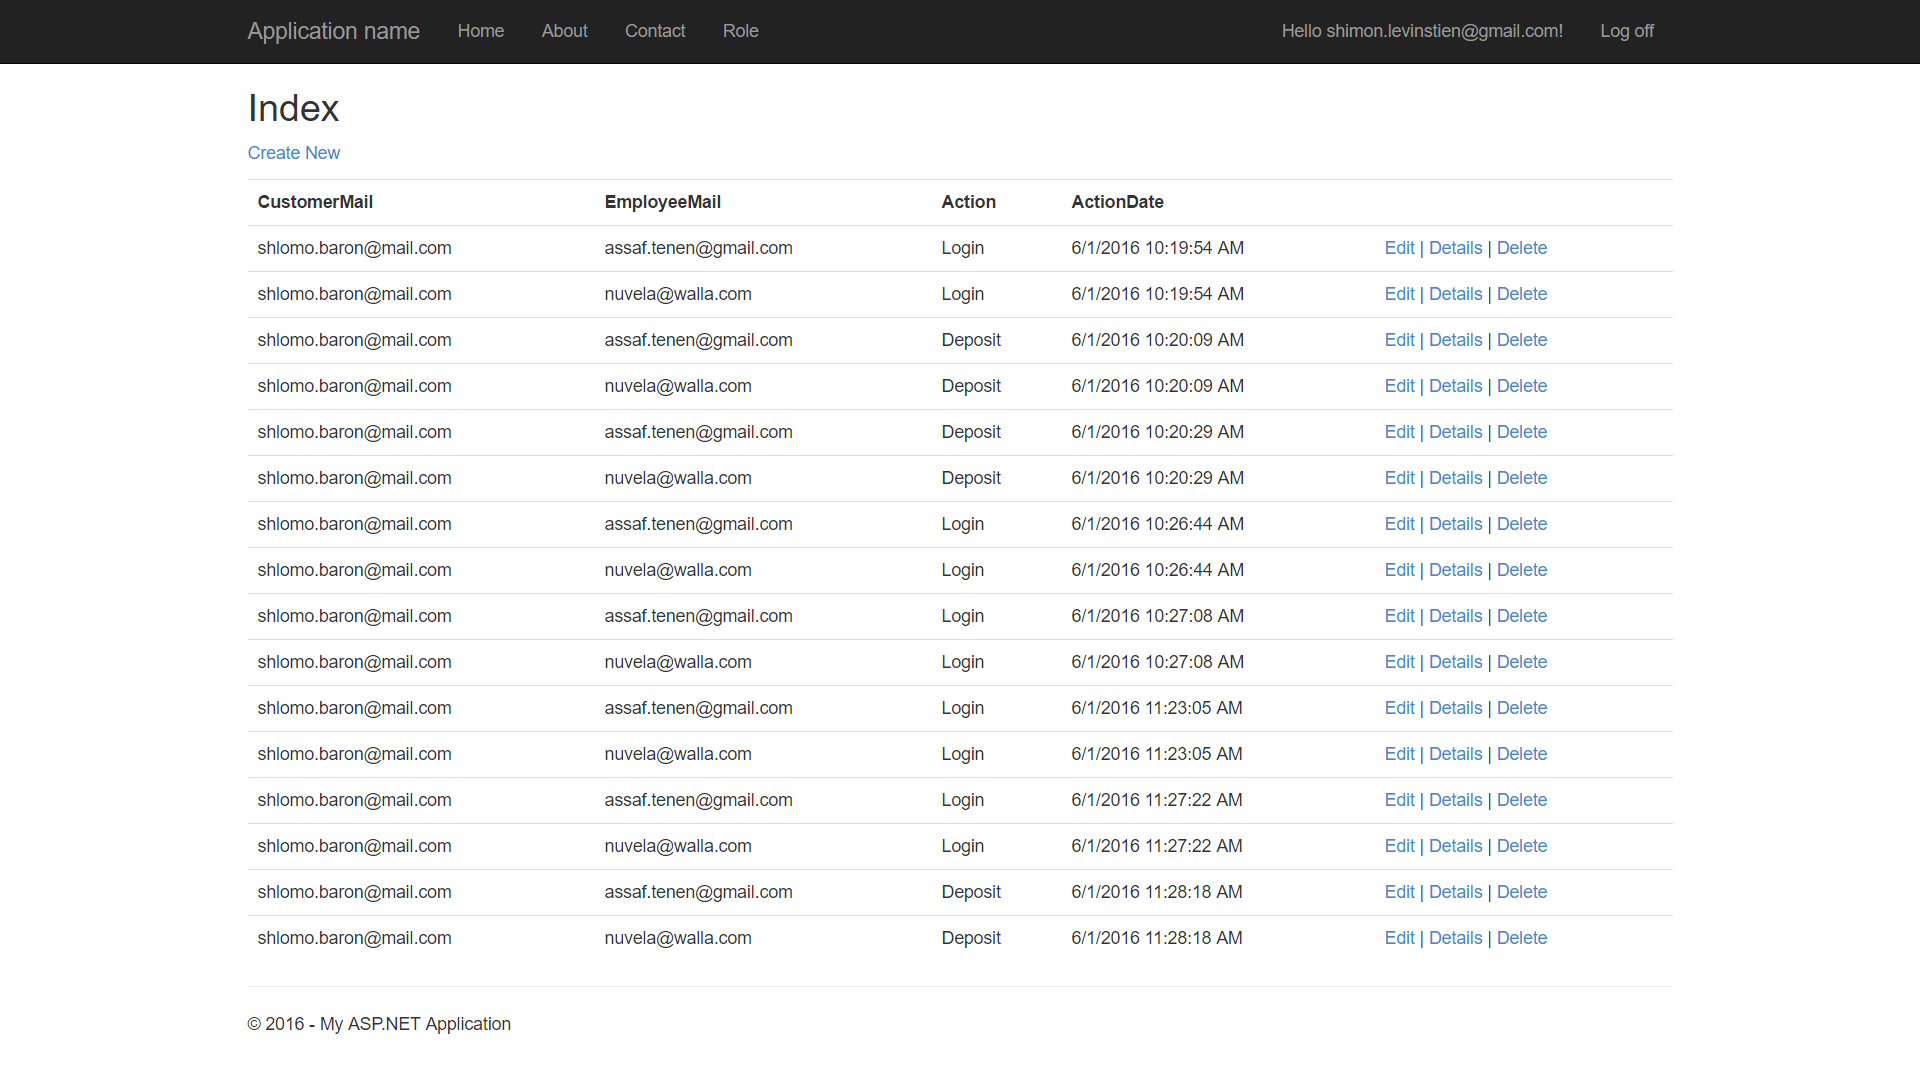 Application name Home About Contact Role Hello shimon.levinstien@gmail.com! Log off
Index
Create New
CustomerMail EmployeeMail Action ActionDate
shlomo.baron@mail.com assaf.tenen@gmail.com Login 6/1/2016 10:19:54 AM Edit | Details | Delete
shlomo.baron@mail.com nuvela@walla.com Login 6/1/2016 10:19:54 AM Edit | Details | Delete
shlomo.baron@mail.com assaf.tenen@gmail.com Deposit 6/1/2016 10:20:09 AM Edit | Details | Delete
shlomo.baron@mail.com nuvela@walla.com Deposit 6/1/2016 10:20:09 AM Edit | Details | Delete
shlomo.baron@mail.com assaf.tenen@gmail.com Deposit 6/1/2016 10:20:29 AM Edit | Details | Delete
shlomo.baron@mail.com nuvela@walla.com Deposit 6/1/2016 10:20:29 AM Edit | Details | Delete
shlomo.baron@mail.com assaf.tenen@gmail.com Login 6/1/2016 10:26:44 AM Edit | Details | Delete
shlomo.baron@mail.com nuvela@walla.com Login 6/1/2016 10:26:44 AM Edit | Details | Delete
shlomo.baron@mail.com assaf.tenen@gmail.com Login 6/1/2016 10:27:08 AM Edit | Details | Delete
shlomo.baron@mail.com nuvela@walla.com Login 6/1/2016 10:27:08 AM Edit | Details | Delete
shlomo.baron@mail.com assaf.tenen@gmail.com Login 6/1/2016 11:23:05 AM Edit | Details | Delete
shlomo.baron@mail.com nuvela@walla.com Login 6/1/2016 11:23:05 AM Edit | Details | Delete
shlomo.baron@mail.com assaf.tenen@gmail.com Login 6/1/2016 11:27:22 AM Edit | Details | Delete
shlomo.baron@mail.com nuvela@walla.com Login 6/1/2016 11:27:22 AM Edit | Details | Delete
shlomo.baron@mail.com assaf.tenen@gmail.com Deposit 6/1/2016 11:28:18 AM Edit | Details | Delete
shlomo.baron@mail.com nuvela@walla.com Deposit 6/1/2016 11:28:18 AM Edit | Details | Delete
© 2016 - My ASP.NET Application